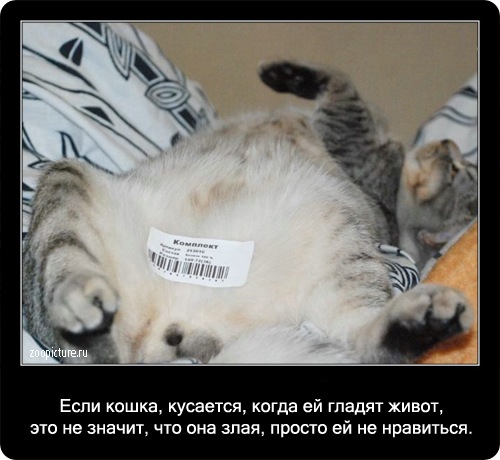 Комплект
zoopicture.ru
Если кошка, кусается, когда ей гладят живот,
это не значит, что она злая, просто ей не нравиться.